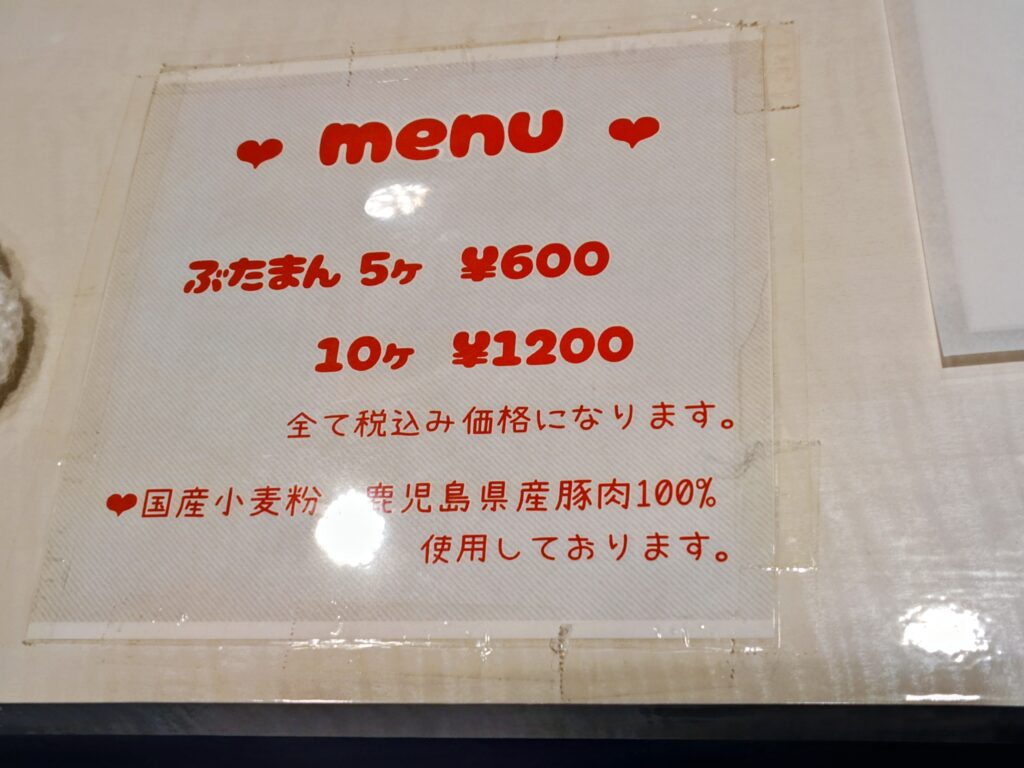 ❤ menu ❤
ぶたまん 5ヶ ¥600
10ヶ ¥1200
全て税込み価格になります。
❤国産小麦粉 鹿児島県産豚肉100%
使用しております。